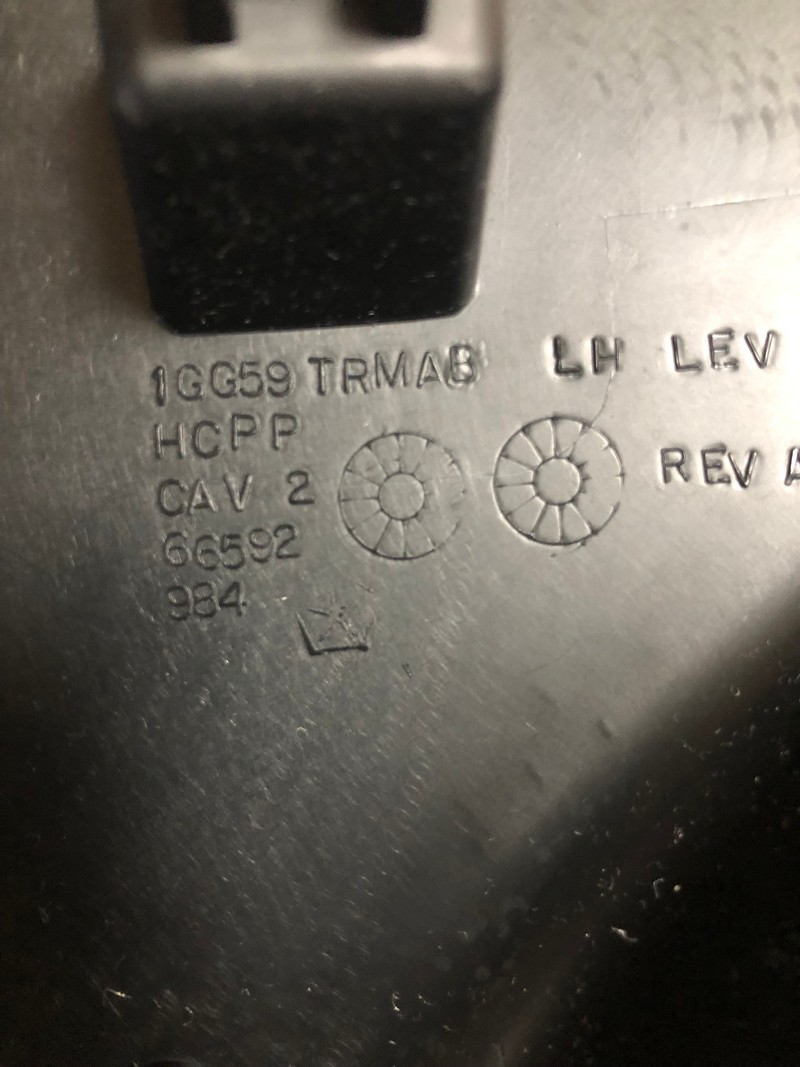 1GG59 TRMAB LH LEV
HCPP
REV A
CAV 2
66592
984